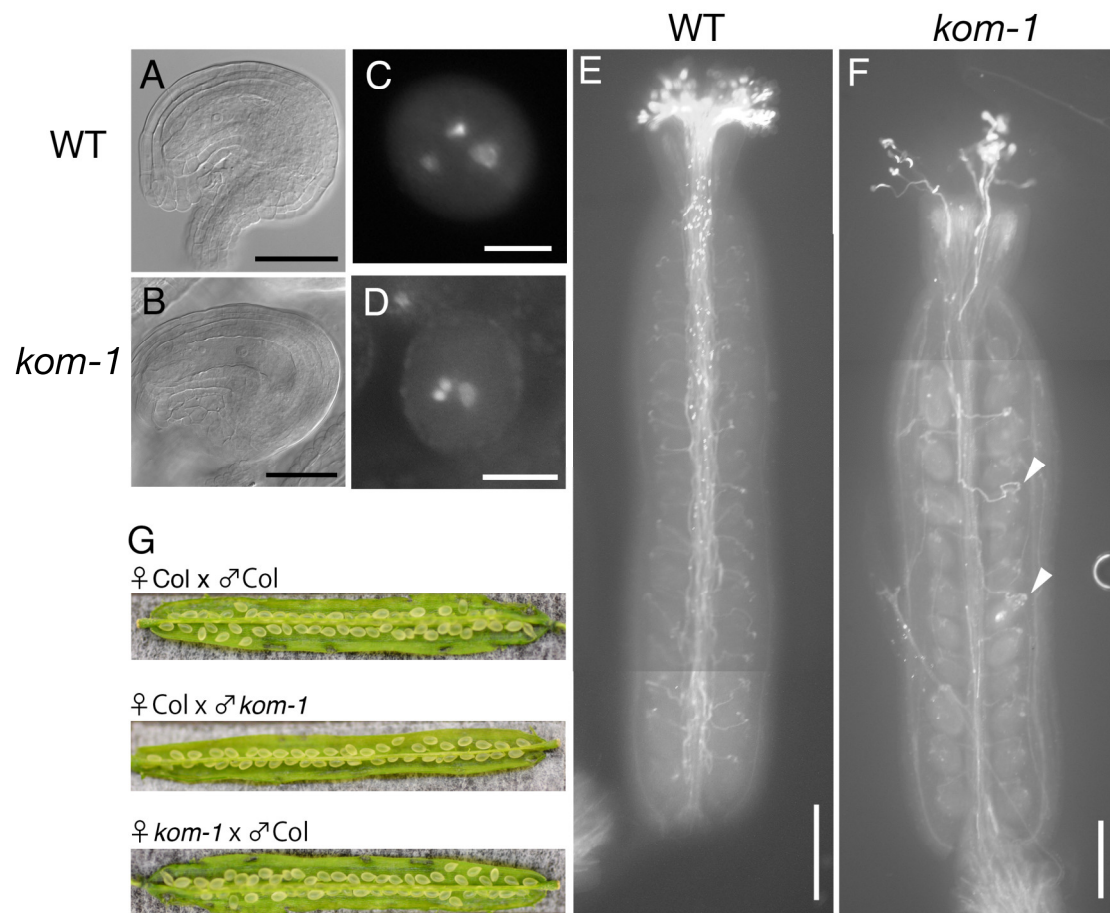 WT kom-1
A C E F
WT
B D
kom-1
G
♀Col x ♂Col
♀Col x ♂kom-1
♀kom-1 x ♂Col